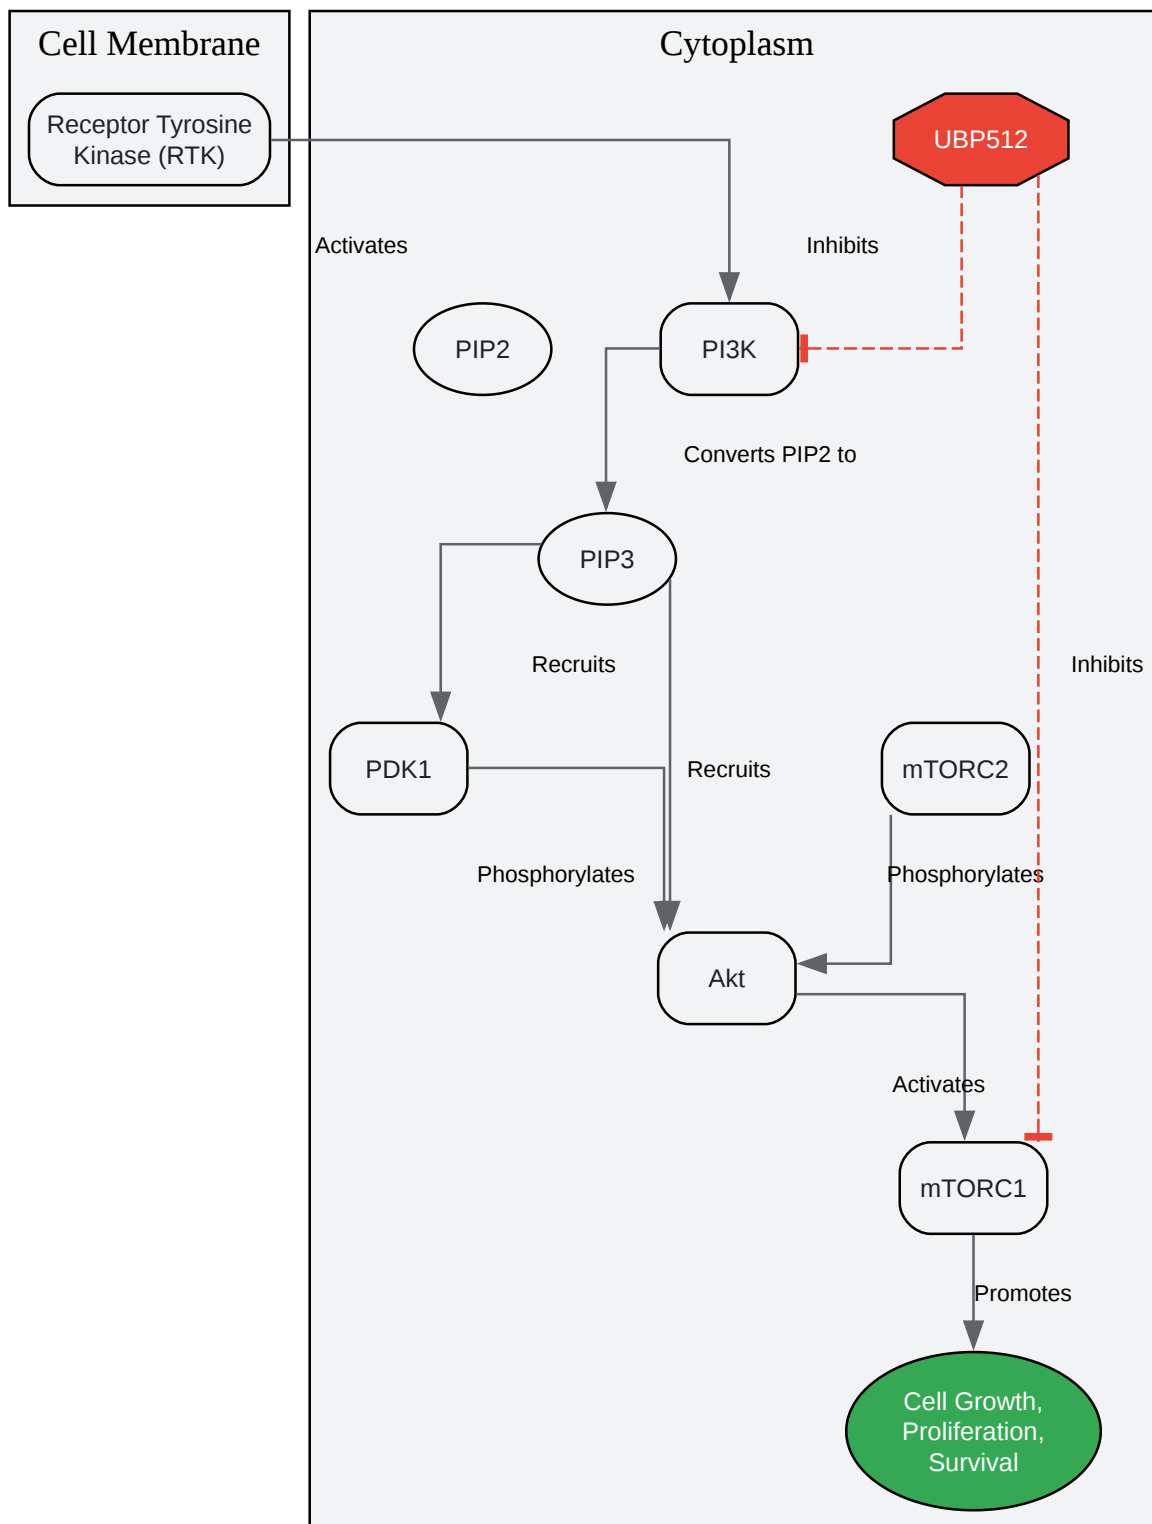 Cell Membrane
Cytoplasm
Receptor Tyrosine
Kinase (RTK)
UBP512
Activates
Inhibits
PIP2
PI3K
Converts PIP2 to
PIP3
Recruits
Inhibits
PDK1
Recruits
mTORC2
Phosphorylates
Phosphorylates
Akt
Activates
mTORC1
Promotes
Cell Growth,
Proliferation,
Survival